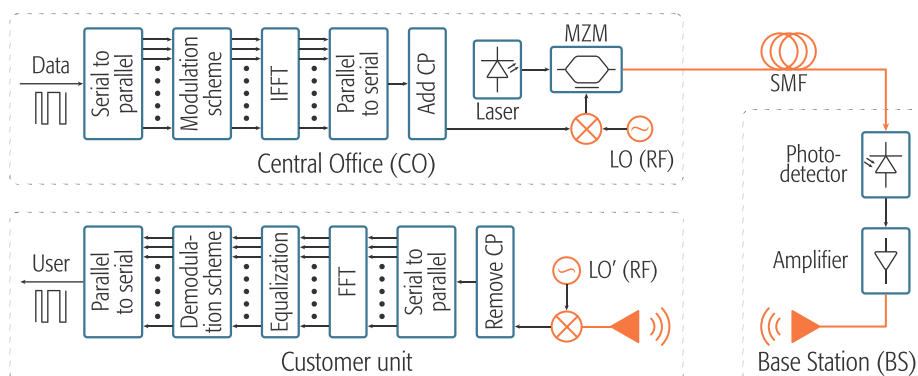 Data
Serial to
parallel
Modulation
scheme
IFFT
Parallel
to serial
Add CP
Laser
MZM
LO (RF)
Central Office (CO)
SMF
Photo-
detector
Amplifier
Base Station (BS)
User
Parallel
to serial
Demodula-
tion scheme
Equalization
FFT
Serial to
parallel
Remove CP
LO’ (RF)
Customer unit